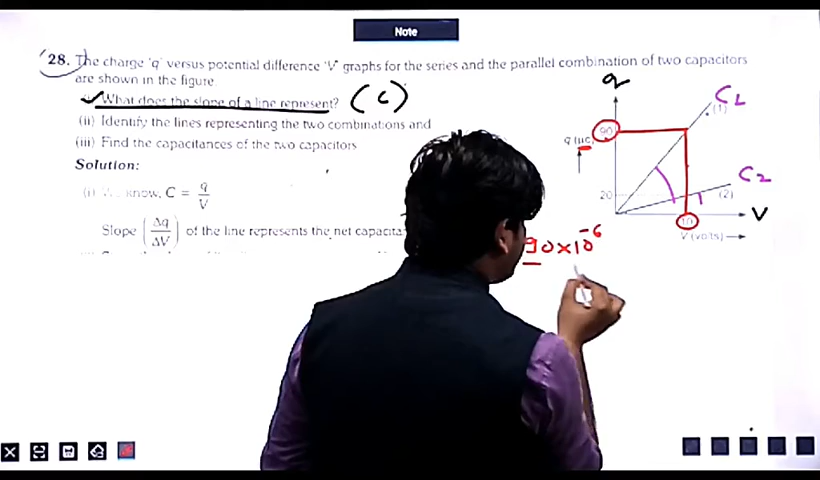 Note
28. The charge 'q' versus potential difference 'V' graphs for the series and the parallel combination of two capacitors
are shown in the figure.
(i) What does the slope of a line represent? (C)
(ii) Identify the lines representing the two combinations and
(iii) Find the capacitances of the two capacitors
Solution:
(i) We know, C = q/V
Slope (Δq/ΔV) of the line represents the net capacita
q
C1
(1)
90
q (μc)
C2
20
(2)
V
10
V (volts)
90×10⁻⁶